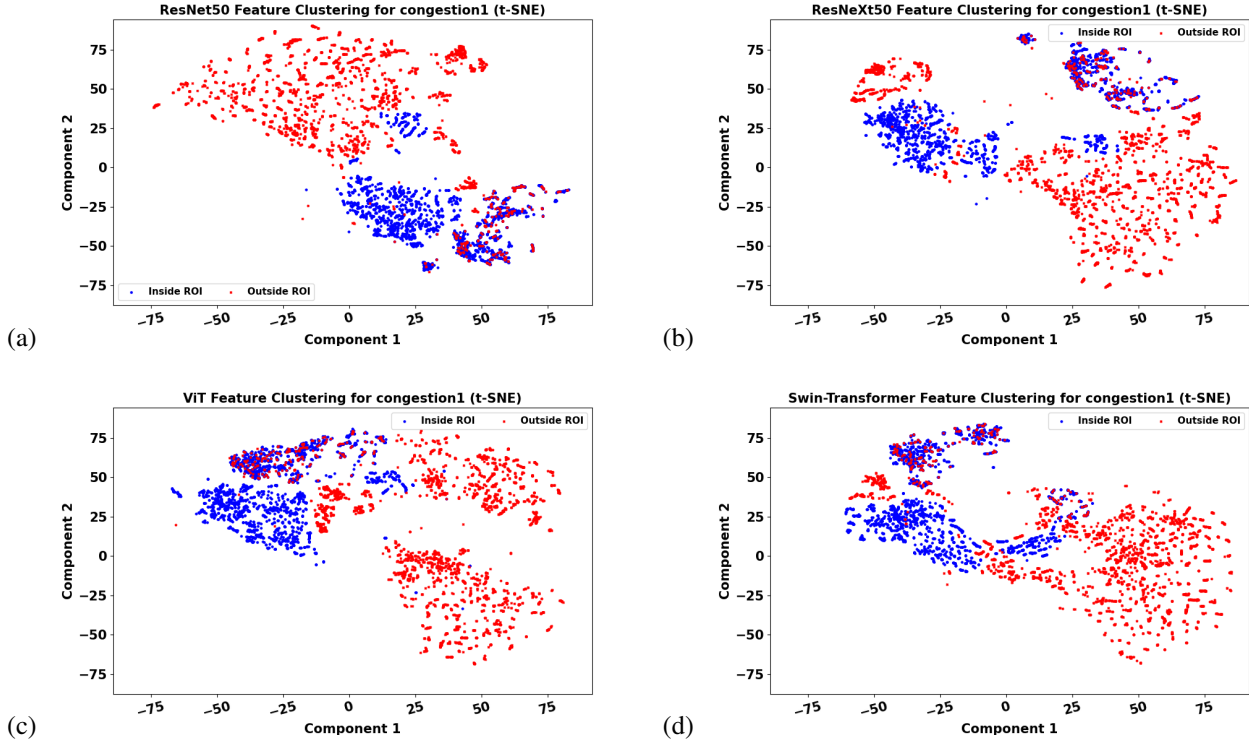 ResNet50 Feature Clustering for congestion1 (t-SNE)
75
50
25
0
−25
−50
−75
Component 2
Inside ROI Outside ROI
−75 −50 −25 0 25 50 75
Component 1
(a)
ResNeXt50 Feature Clustering for congestion1 (t-SNE)
Inside ROI Outside ROI
75
50
25
0
−25
−50
−75
Component 2
−75 −50 −25 0 25 50 75
Component 1
(b)
ViT Feature Clustering for congestion1 (t-SNE)
Inside ROI Outside ROI
75
50
25
0
−25
−50
−75
Component 2
−75 −50 −25 0 25 50 75
Component 1
(c)
Swin-Transformer Feature Clustering for congestion1 (t-SNE)
Inside ROI Outside ROI
75
50
25
0
−25
−50
−75
Component 2
−75 −50 −25 0 25 50 75
Component 1
(d)